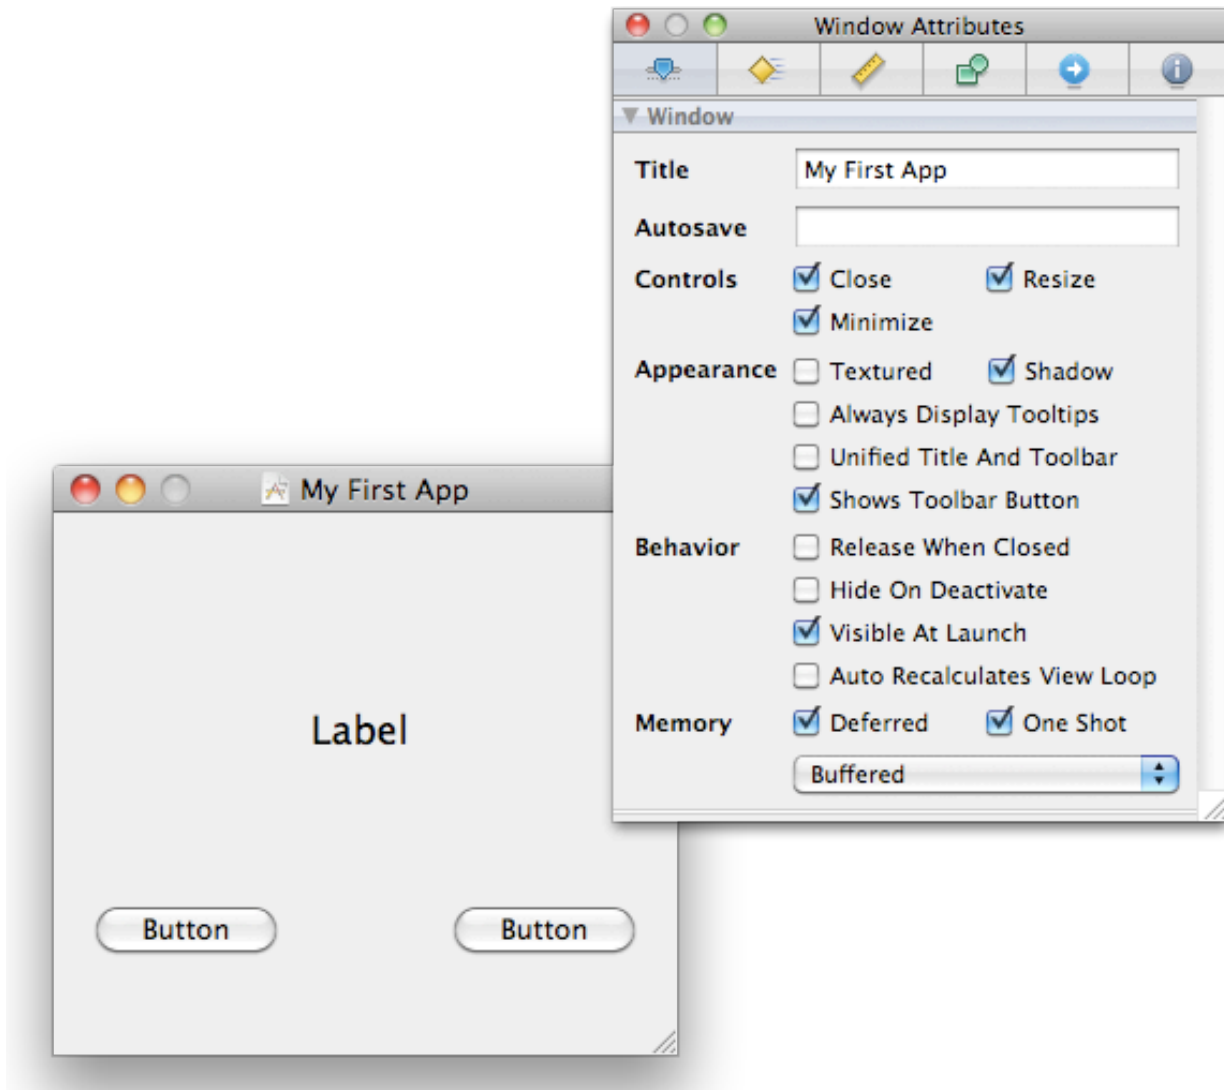 Window Attributes
Window
Title My First App
Autosave
Controls Close Resize
Minimize
Appearance Textured Shadow
Always Display Tooltips
Unified Title And Toolbar
Shows Toolbar Button
Behavior Release When Closed
Hide On Deactivate
Visible At Launch
Auto Recalculates View Loop
Memory Deferred One Shot
Buffered
My First App
Label
Button Button